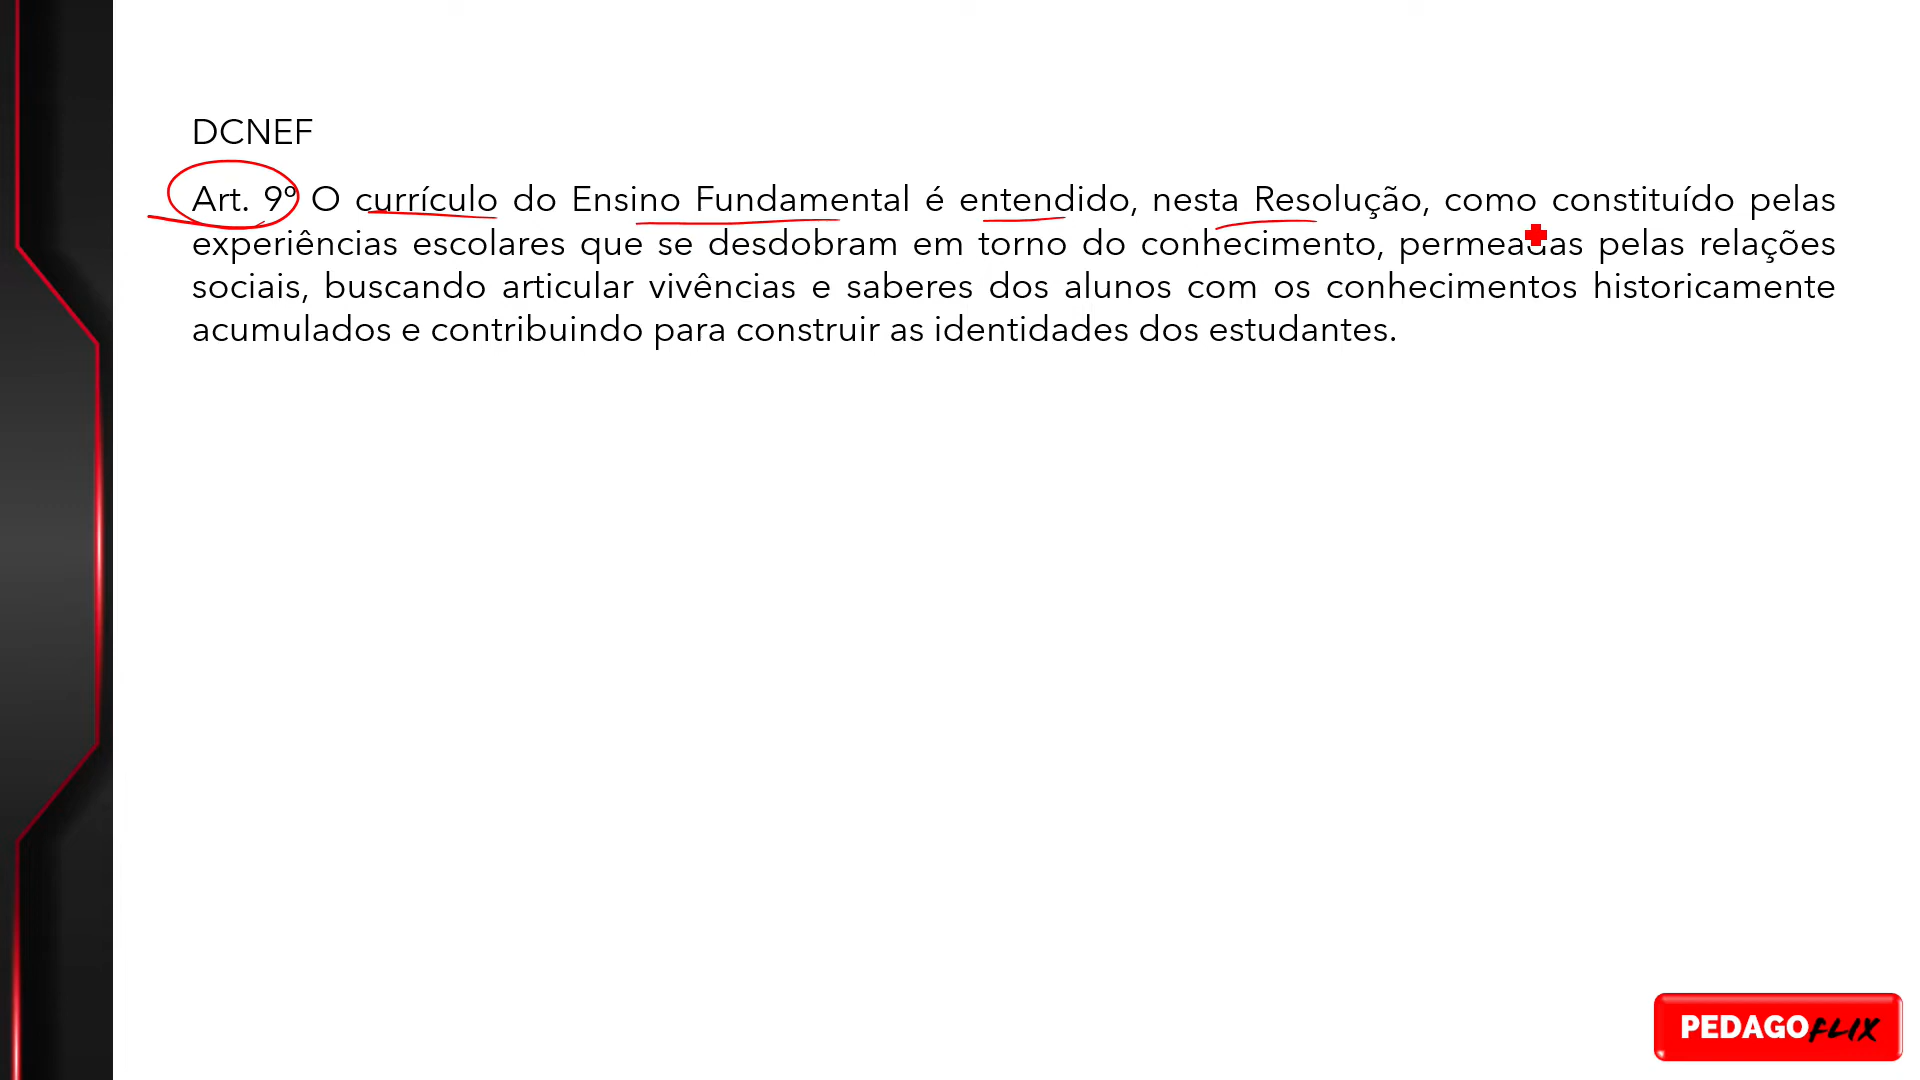 DCNEF
Art. 9º O currículo do Ensino Fundamental é entendido, nesta Resolução, como constituído pelas
experiências escolares que se desdobram em torno do conhecimento, permeadas pelas relações
sociais, buscando articular vivências e saberes dos alunos com os conhecimentos historicamente
acumulados e contribuindo para construir as identidades dos estudantes.
PEDAGOFLIX